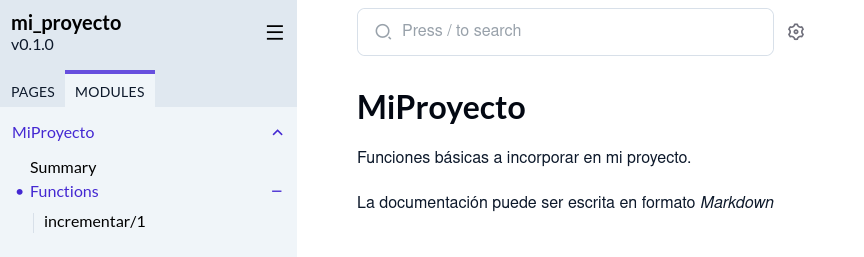 mi_proyecto
v0.1.0
PAGES
MODULES
MiProyecto
Summary
Functions
incrementar/1
Press / to search
MiProyecto
Funciones básicas a incorporar en mi proyecto.
La documentación puede ser escrita en formato Markdown